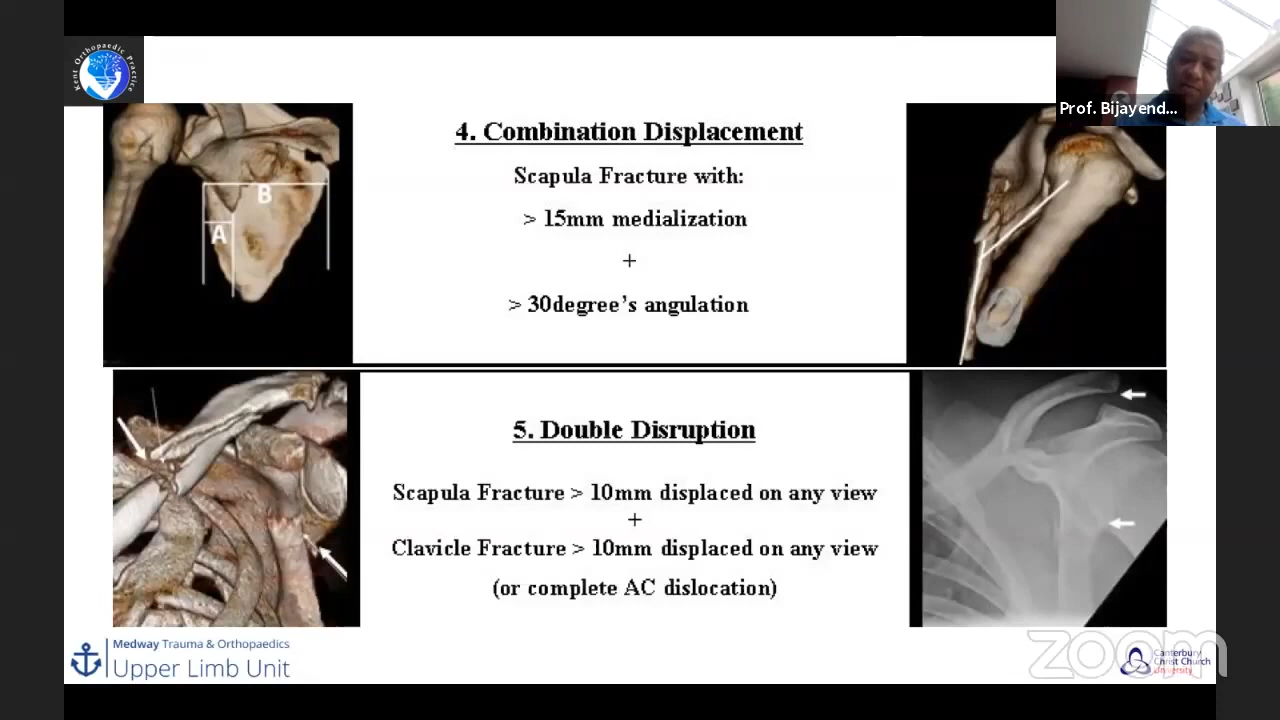 Kent Orthopaedic Practice
Prof. Bijayend...
4. Combination Displacement
Scapula Fracture with:
> 15mm medialization
+
> 30degree's angulation
B
A
5. Double Disruption
Scapula Fracture > 10mm displaced on any view
+
Clavicle Fracture > 10mm displaced on any view
(or complete AC dislocation)
Medway Trauma & Orthopaedics
Upper Limb Unit
zoom
Canterbury
Christ Church
University